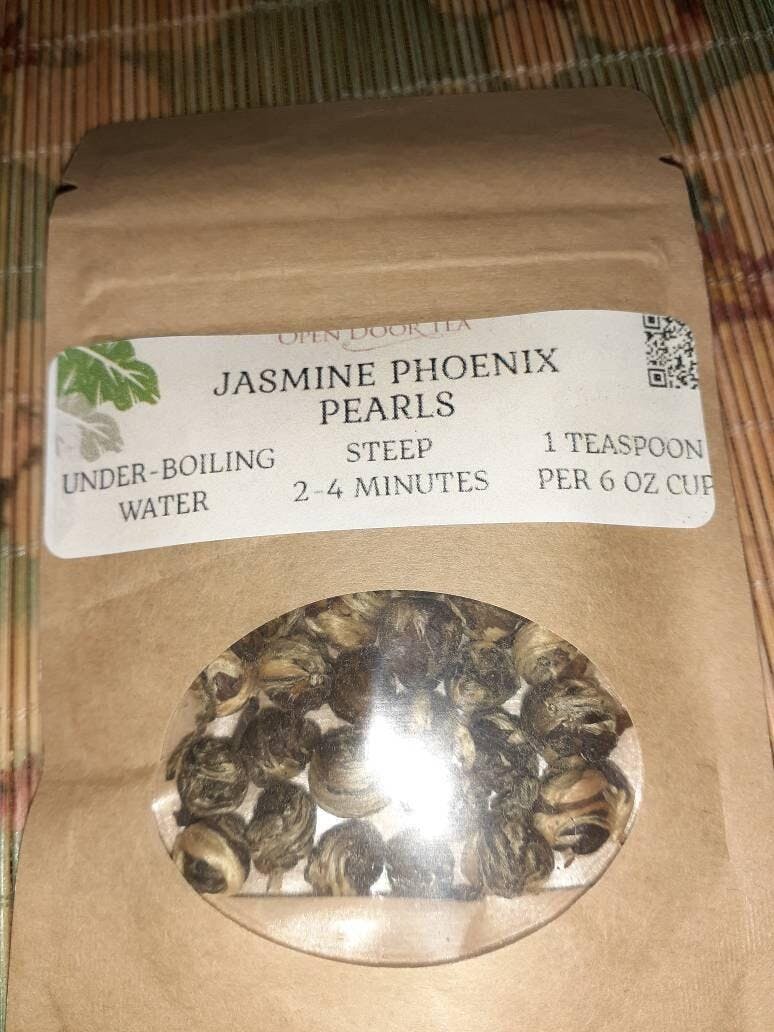 OPEN DOOR TEA
JASMINE PHOENIX
PEARLS
UNDER-BOILING
WATER
STEEP
2-4 MINUTES
1 TEASPOON
PER 6 OZ CUP